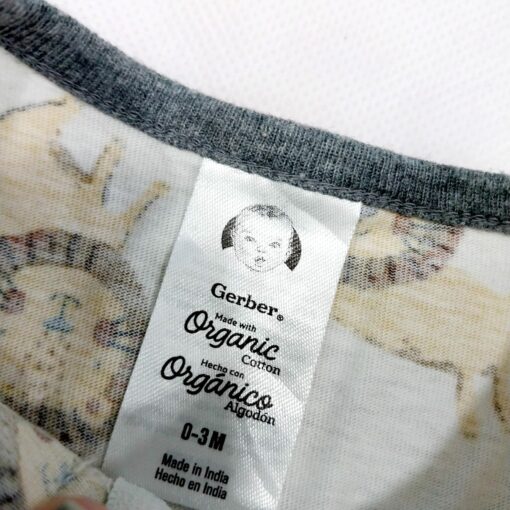 Gerber®
Made with
Organic
Cotton
Hecho con
Orgánico
Algodón
0-3M
Made in India
Hecho en India